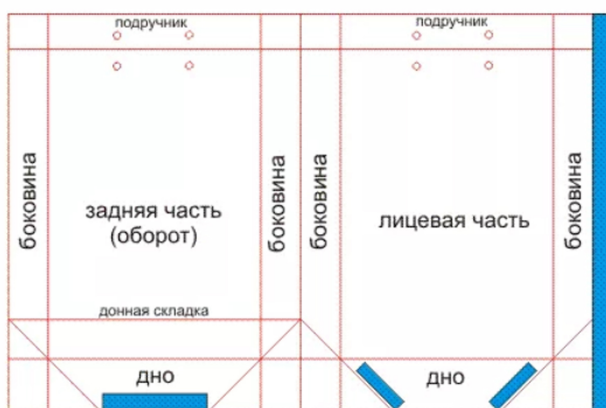 подручник
подручник
боковина
задняя часть
(оборот)
боковина
боковина
лицевая часть
боковина
донная складка
дно
дно